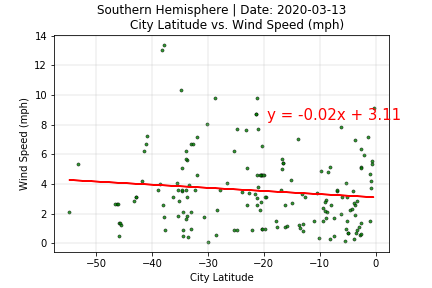 Southern Hemisphere | Date: 2020-03-13
City Latitude vs. Wind Speed (mph)
14
12
10
8
6
4
2
0
Wind Speed (mph)
y = -0.02x + 3.11
−50
−40
−30
−20
−10
0
City Latitude